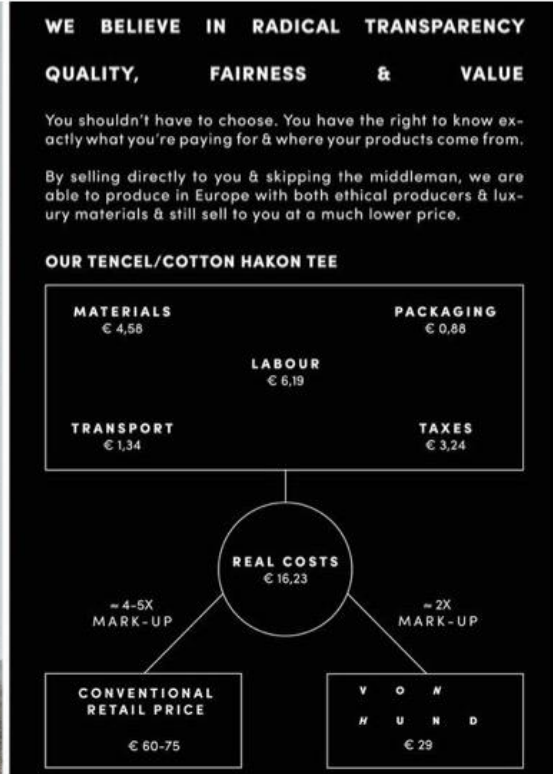 WE BELIEVE IN RADICAL TRANSPARENCY
QUALITY, FAIRNESS & VALUE
You shouldn't have to choose. You have the right to know ex-
actly what you're paying for & where your products come from.
By selling directly to you & skipping the middleman, we are
able to produce in Europe with both ethical producers & lux-
ury materials & still sell to you at a much lower price.
OUR TENCEL/COTTON HAKON TEE
MATERIALS
€ 4,58
PACKAGING
€ 0,88
LABOUR
€ 6,19
TRANSPORT
€ 1,34
TAXES
€ 3,24
REAL COSTS
€ 16,23
≈ 4-5X
MARK-UP
≈ 2X
MARK-UP
CONVENTIONAL
RETAIL PRICE
€ 60-75
VON
HUND
€ 29